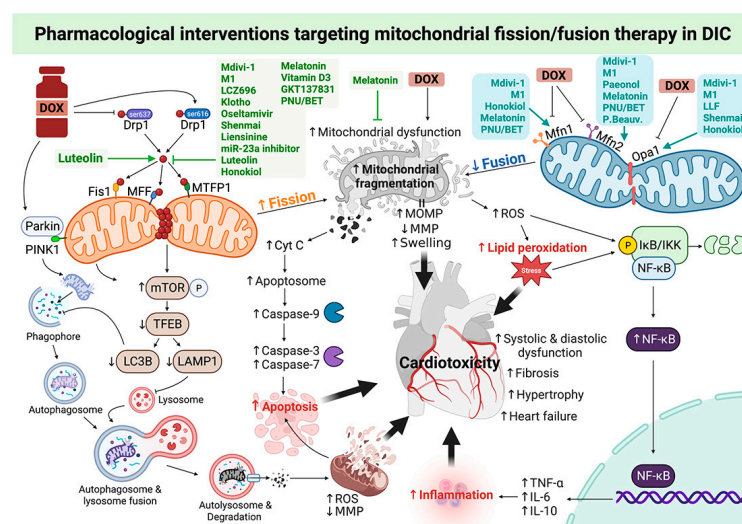 Pharmacological interventions targeting mitochondrial fission/fusion therapy in DIC
DOX
ser637
Drp1
ser616
Drp1
Luteolin
Mdivi-1
M1
LCZ696
Klotho
Oseltamivir
Shenmai
Liensinine
miR-23a inhibitor
Luteolin
Honokiol
Melatonin
Vitamin D3
GKT137831
PNU/BET
Melatonin
DOX
↑Mitochondrial dysfunction
Mdivi-1
M1
Honokiol
Melatonin
PNU/BET
DOX
Mdivi-1
M1
Paeonol
Melatonin
PNU/BET
P.Beauv.
DOX
Mdivi-1
M1
LLF
Shenmai
Honokiol
Mfn1
Mfn2
Opa1
Fis1
MFF
MTFP1
↑ Fission
↓ Fusion
↑ Mitochondrial
fragmentation
↑MOMP
↓MMP
↑Swelling
↑ROS
↑ Lipid peroxidation
Stress
P
IκB/IKK
NF-κB
Parkin
PINK1
↑ mTOR
P
↓ TFEB
↓ LC3B
↓ LAMP1
Phagophore
Lysosome
Autophagosome
Autophagosome &
lysosome fusion
Autolysosome &
Degradation
↑Cyt C
↑Apoptosome
↑Caspase-9
↑Caspase-3
↑Caspase-7
↑ Apoptosis
↑ROS
↓MMP
Cardiotoxicity
↑Systolic & diastolic
dysfunction
↑Fibrosis
↑Hypertrophy
↑Heart failure
↑NF-κB
NF-κB
↑ Inflammation
↑TNF-α
↑IL-6
↑IL-10